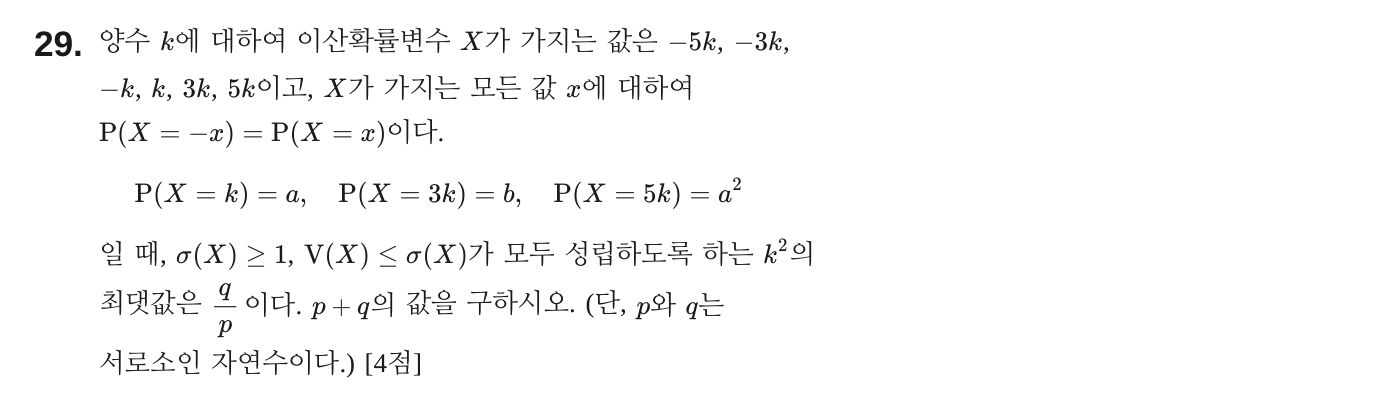 29. 양수 k에 대하여 이산확률변수 X가 가지는 값은 −5k, −3k,
−k, k, 3k, 5k이고, X가 가지는 모든 값 x에 대하여
P(X = −x) = P(X = x)이다.
P(X = k) = a, P(X = 3k) = b, P(X = 5k) = a²
일 때, σ(X) ≥ 1, V(X) ≤ σ(X)가 모두 성립하도록 하는 k²의
최댓값은 q/p 이다. p + q의 값을 구하시오. (단, p와 q는
서로소인 자연수이다.) [4점]